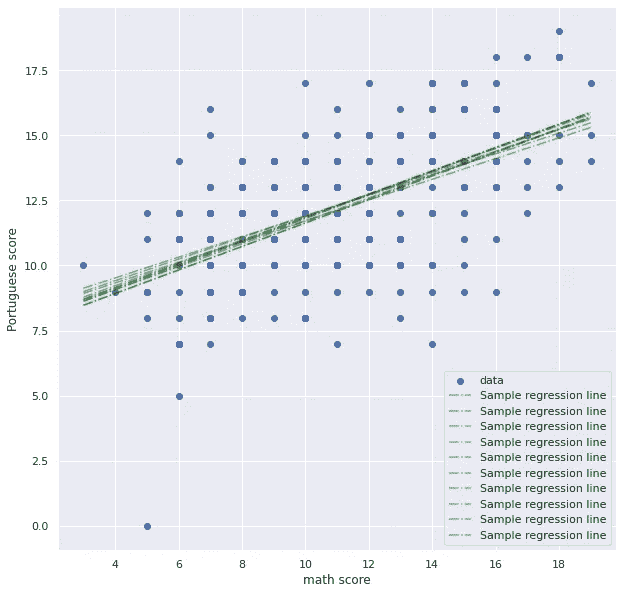 Portuguese score
17.5
15.0
12.5
10.0
7.5
5.0
2.5
0.0
data
Sample regression line
Sample regression line
Sample regression line
Sample regression line
Sample regression line
Sample regression line
Sample regression line
Sample regression line
Sample regression line
Sample regression line
4 6 8 10 12 14 16 18
math score